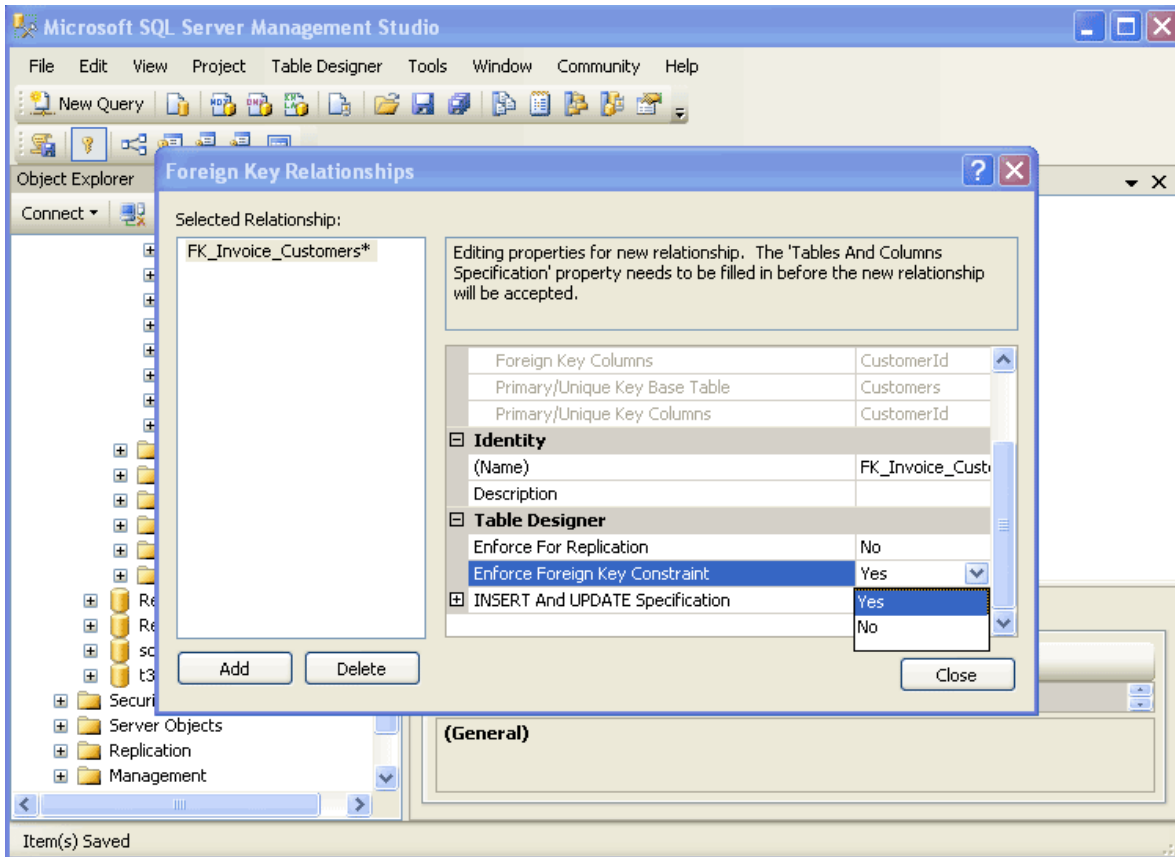 Microsoft SQL Server Management Studio
File Edit View Project Table Designer Tools Window Community Help
New Query
Object Explorer
Connect
Foreign Key Relationships
Selected Relationship:
FK_Invoice_Customers*
Editing properties for new relationship. The 'Tables And Columns
Specification' property needs to be filled in before the new relationship
will be accepted.
Foreign Key Columns CustomerId
Primary/Unique Key Base Table Customers
Primary/Unique Key Columns CustomerId
Identity
(Name) FK_Invoice_Cust
Description
Table Designer
Enforce For Replication No
Enforce Foreign Key Constraint Yes
INSERT And UPDATE Specification
Yes
No
Add Delete
Close
Re
Re
sc
t3
Securi
Server Objects
Replication
Management
(General)
Item(s) Saved